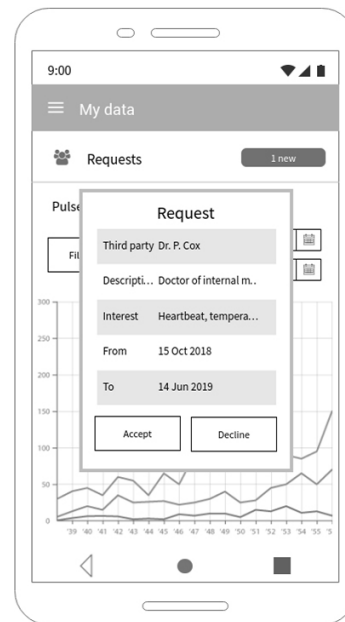 9:00
My data
Requests
1 new
Pulse
Request
Third party Dr. P. Cox
Descripti... Doctor of internal m..
Interest Heartbeat, tempera...
From 15 Oct 2018
To 14 Jun 2019
Accept
Decline
Fil
300
250
200
150
100
50
0
'39 '40 '41 '42 '43 '44 '45 '46 '47 '48 '49 '50 '51 '52 '53 '54 '55 '5